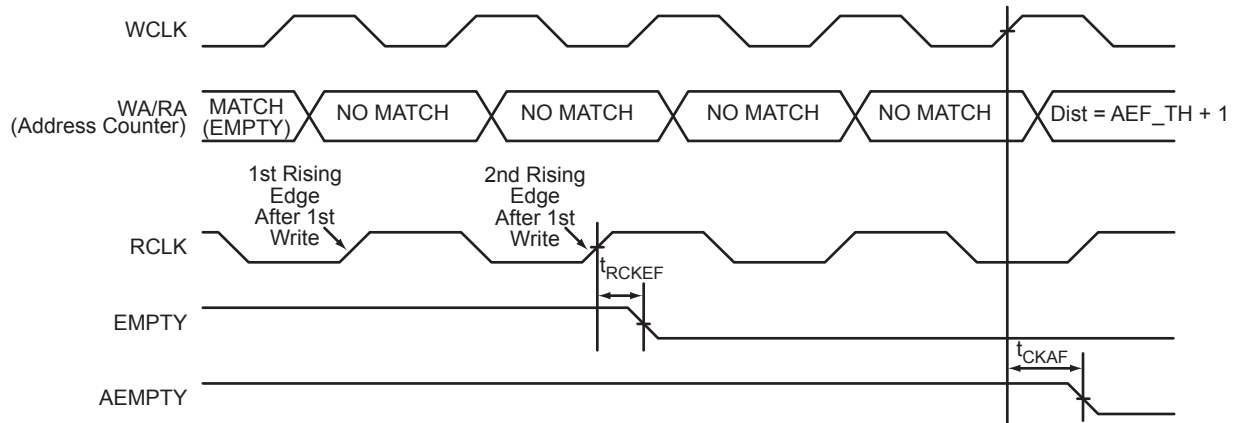 WCLK
WA/RA
(Address Counter)
MATCH
(EMPTY)
NO MATCH
NO MATCH
NO MATCH
NO MATCH
Dist = AEF_TH + 1
1st Rising
Edge
After 1st
Write
2nd Rising
Edge
After 1st
Write
RCLK
tRCKEF
EMPTY
tCKAF
AEMPTY